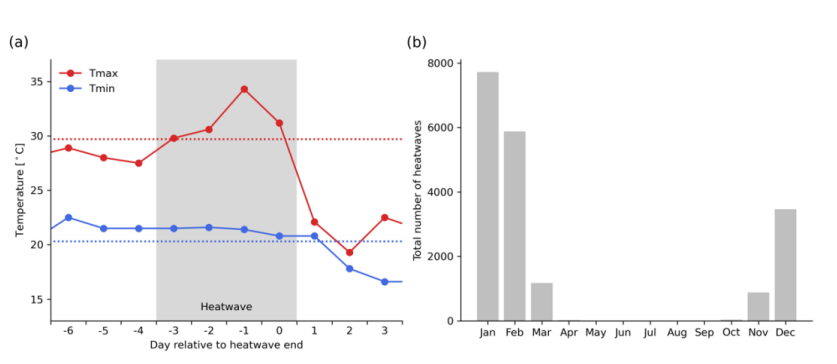 (a)
Tmax
Tmin
35
30
25
20
15
Temperature [°C]
Heatwave
-6 -5 -4 -3 -2 -1 0 1 2 3
Day relative to heatwave end
(b)
8000
6000
4000
2000
0
Total number of heatwaves
Jan Feb Mar Apr May Jun Jul Aug Sep Oct Nov Dec